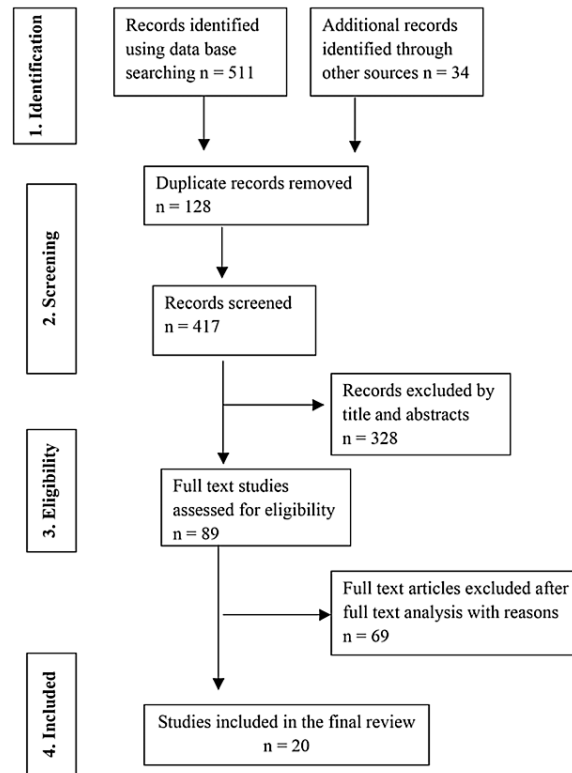 1. Identification
Records identified
using data base
searching n = 511
Additional records
identified through
other sources = 34
Duplicate records removed
n = 128
2. Screening
Records screened
n = 417
Records excluded by
title and abstracts
n = 328
3. Eligibility
Full text studies
assessed for eligibility
n = 89
Full text articles excluded after
full text analysis with reasons
n = 69
4. Included
Studies included in the final review
n = 20